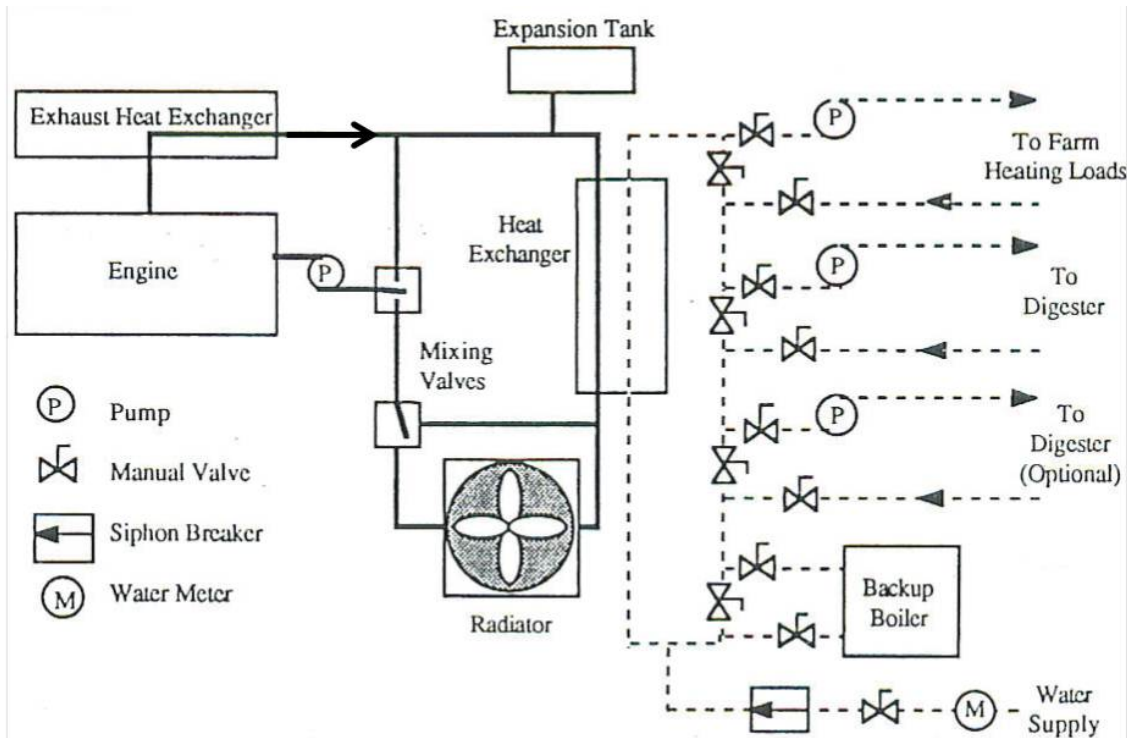 Expansion Tank
Exhaust Heat Exchanger
P
To Farm
Heating Loads
Heat
Exchanger
Engine
P
P
To
Digester
Mixing
Valves
P
Pump
P
To
Digester
(Optional)
Manual Valve
Siphon Breaker
Backup
Boiler
M
Water Meter
Radiator
M
Water
Supply